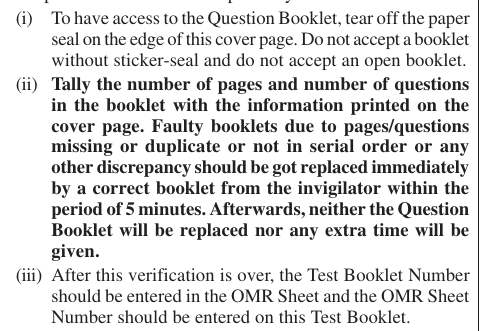 (i) To have access to the Question Booklet, tear off the paper
seal on the edge of this cover page. Do not accept a booklet
without sticker-seal and do not accept an open booklet.
(ii) Tally the number of pages and number of questions
in the booklet with the information printed on the
cover page. Faulty booklets due to pages/questions
missing or duplicate or not in serial order or any
other discrepancy should be got replaced immediately
by a correct booklet from the invigilator within the
period of 5 minutes. Afterwards, neither the Question
Booklet will be replaced nor any extra time will be
given.
(iii) After this verification is over, the Test Booklet Number
should be entered in the OMR Sheet and the OMR Sheet
Number should be entered on this Test Booklet.